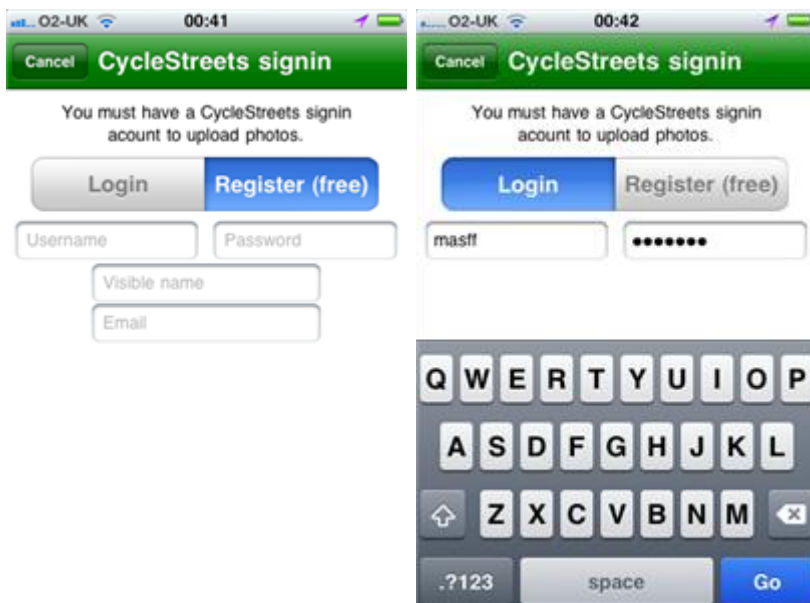 O2-UK 00:41
Cancel CycleStreets signin
You must have a CycleStreets signin
acount to upload photos.
Login Register (free)
Username Password
Visible name
Email
O2-UK 00:42
Cancel CycleStreets signin
You must have a CycleStreets signin
acount to upload photos.
Login Register (free)
masff •••••••
Q W E R T Y U I O P
A S D F G H J K L
Z X C V B N M
.?123 space Go